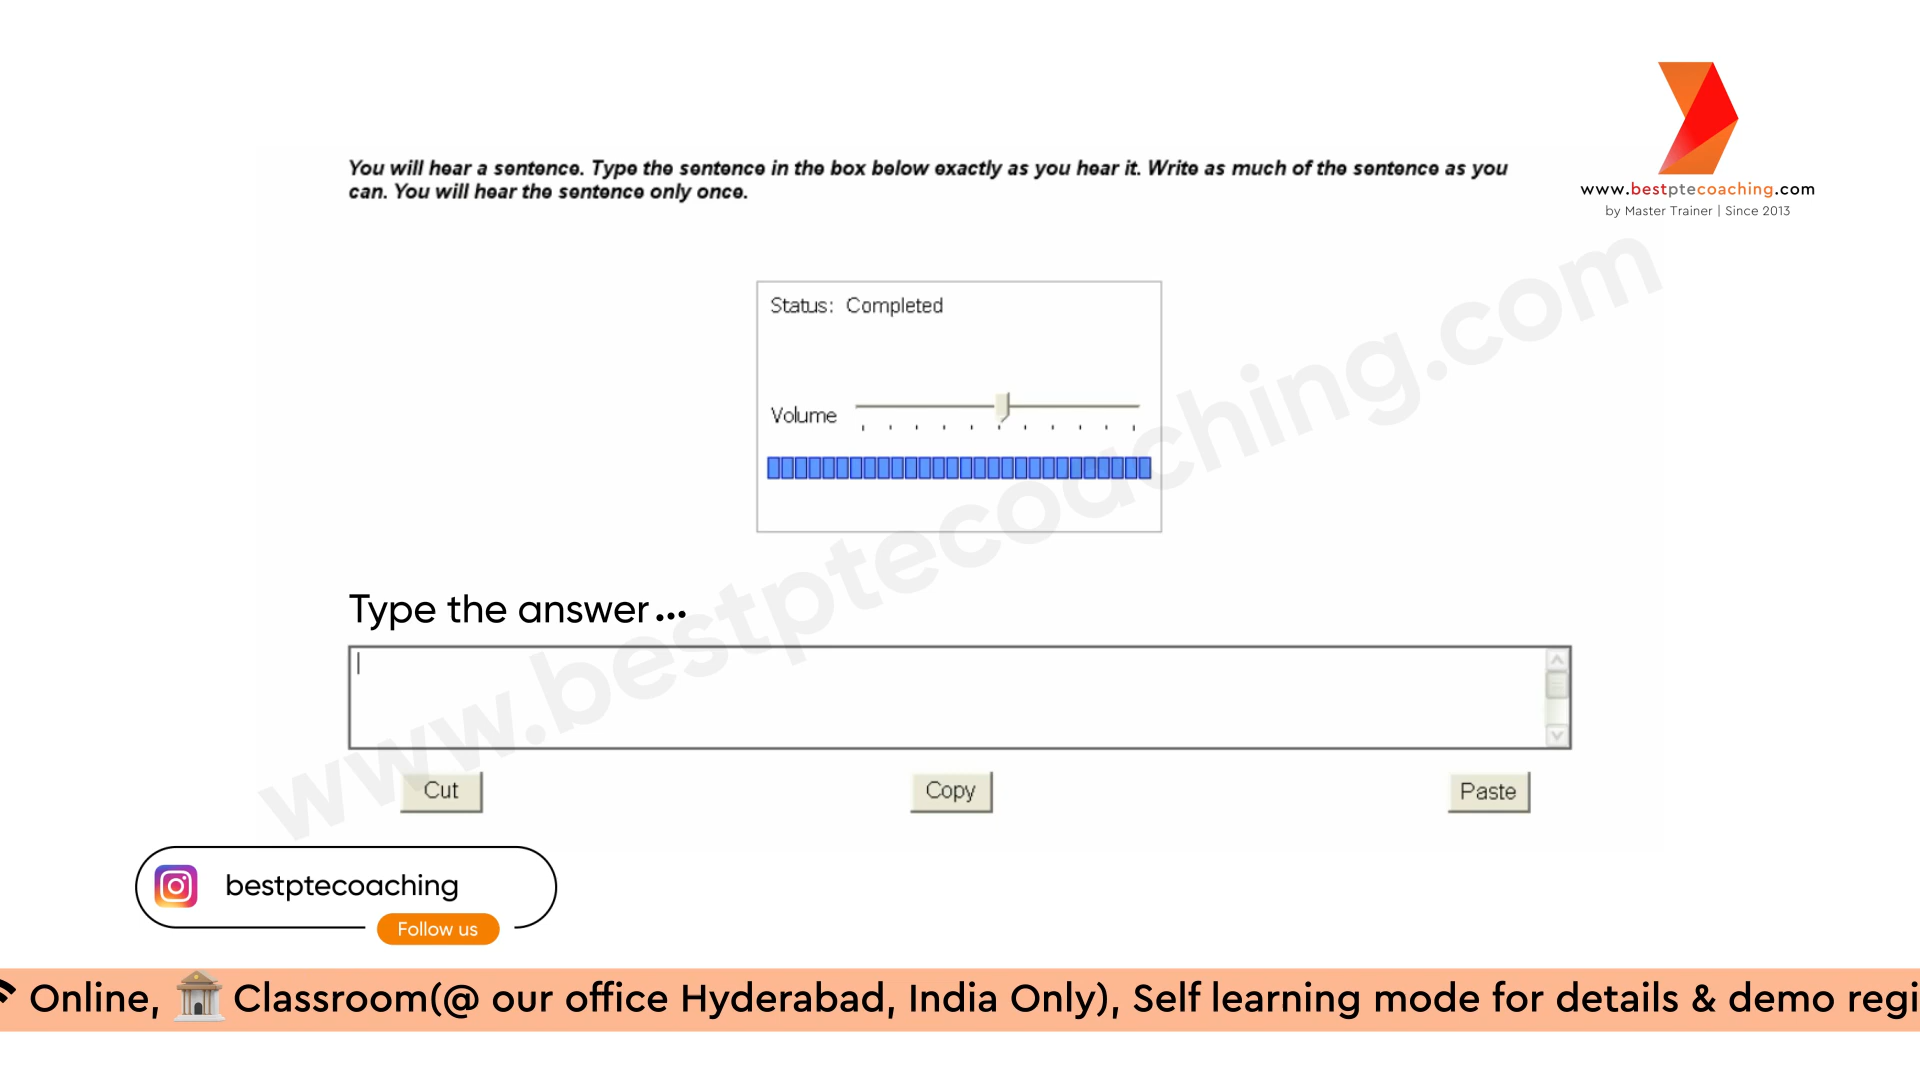 You will hear a sentence. Type the sentence in the box below exactly as you hear it. Write as much of the sentence as you
can. You will hear the sentence only once.
www.bestptecoaching.com
by Master Trainer | Since 2013
Status: Completed
Volume
www.bestptecoaching.com
Type the answer...
Cut
Copy
Paste
bestptecoaching
Follow us
Online, Classroom(@ our office Hyderabad, India Only), Self learning mode for details & demo regi